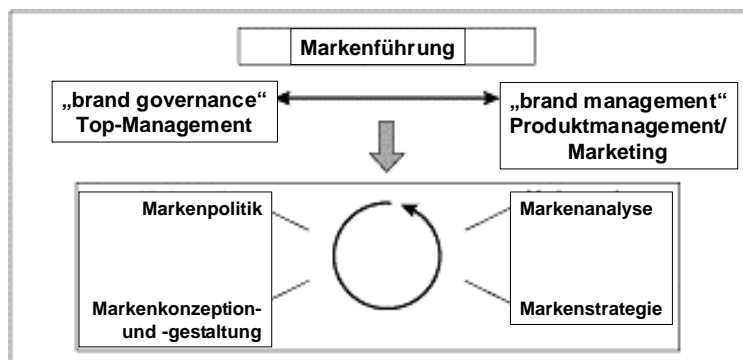 Markenführung
„brand governance“
Top-Management
„brand management“
Produktmanagement/
Marketing
Markenpolitik
Markenanalyse
Markenkonzeption-
und -gestaltung
Markenstrategie